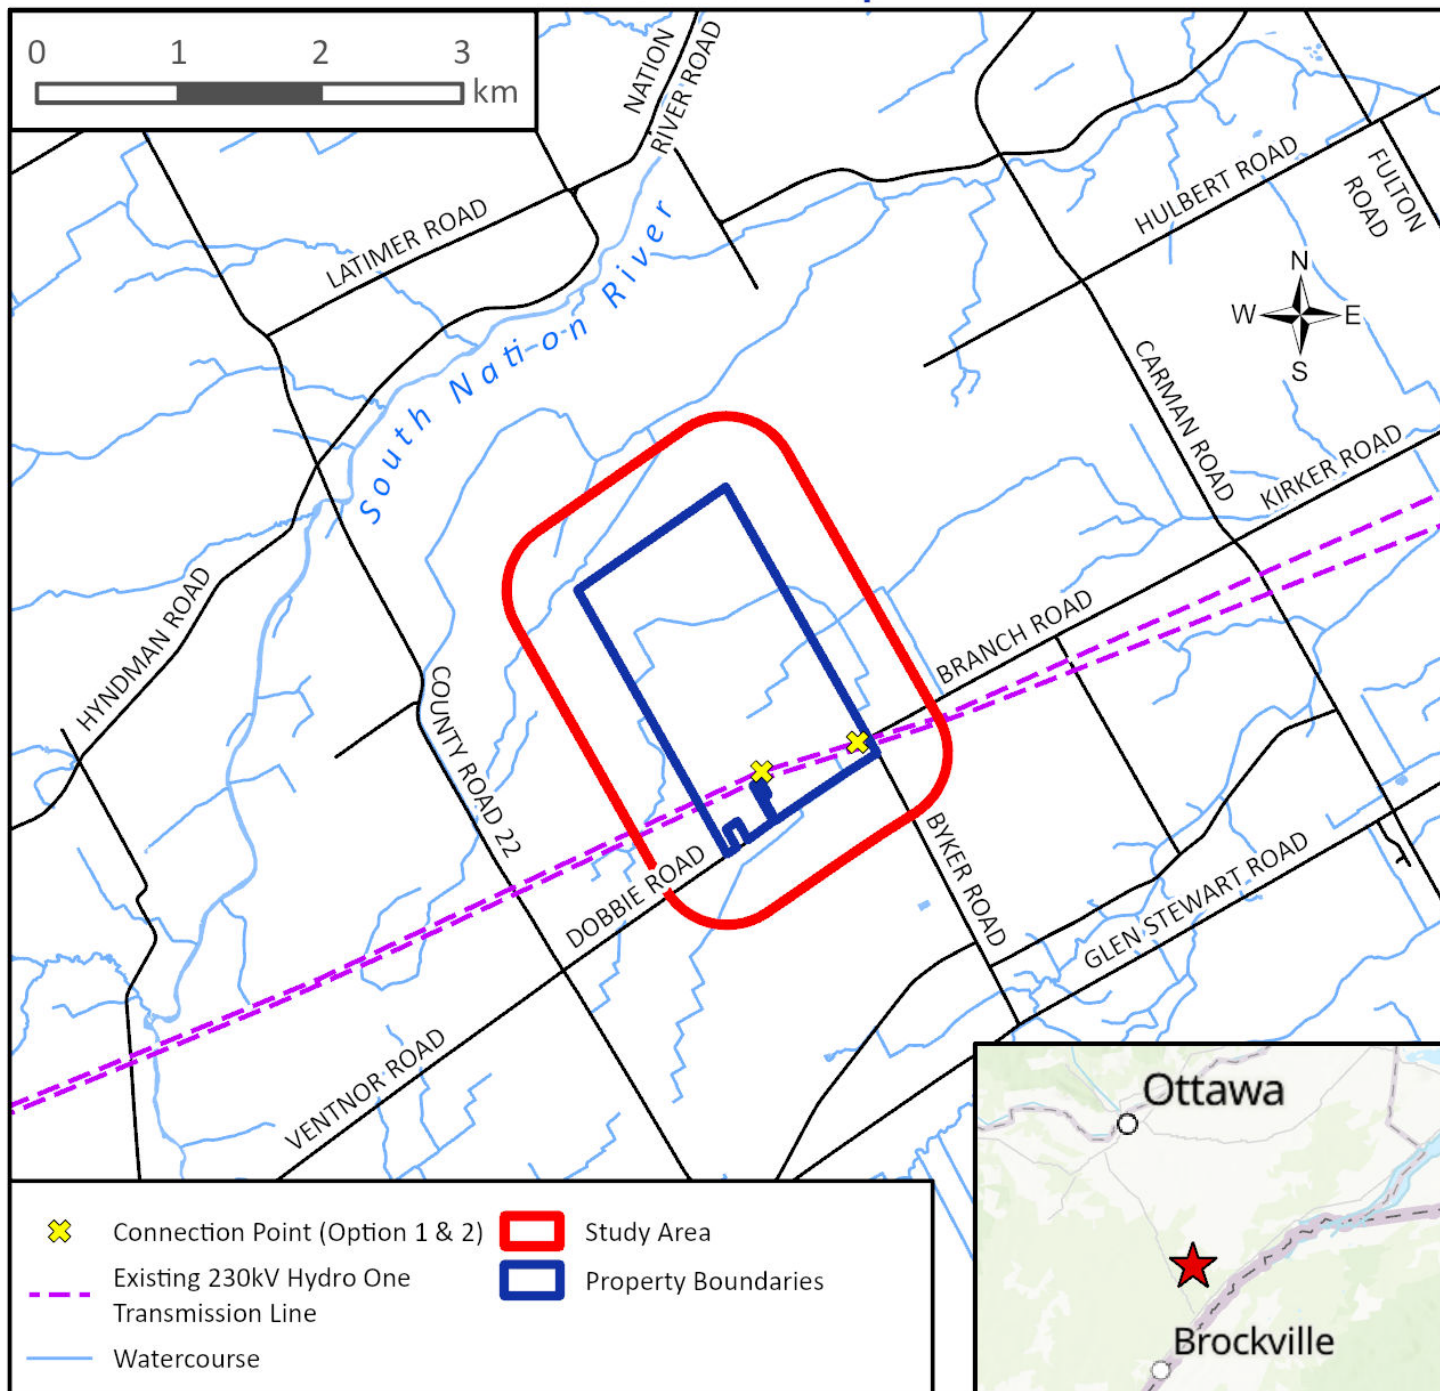 0 1 2 3
km
NATION
RIVER ROAD
LATIMER ROAD
HULBERT ROAD
FULTON
ROAD
South Nation River
N
W E
S
CARMAN ROAD
KIRKER ROAD
HYNDMAN ROAD
BRANCH ROAD
COUNTY ROAD 22
DOBBIE ROAD
BYKER ROAD
GLEN STEWART ROAD
VENTNOR ROAD
Connection Point (Option 1 & 2)
Existing 230kV Hydro One
Transmission Line
Watercourse
Study Area
Property Boundaries
Ottawa
Brockville